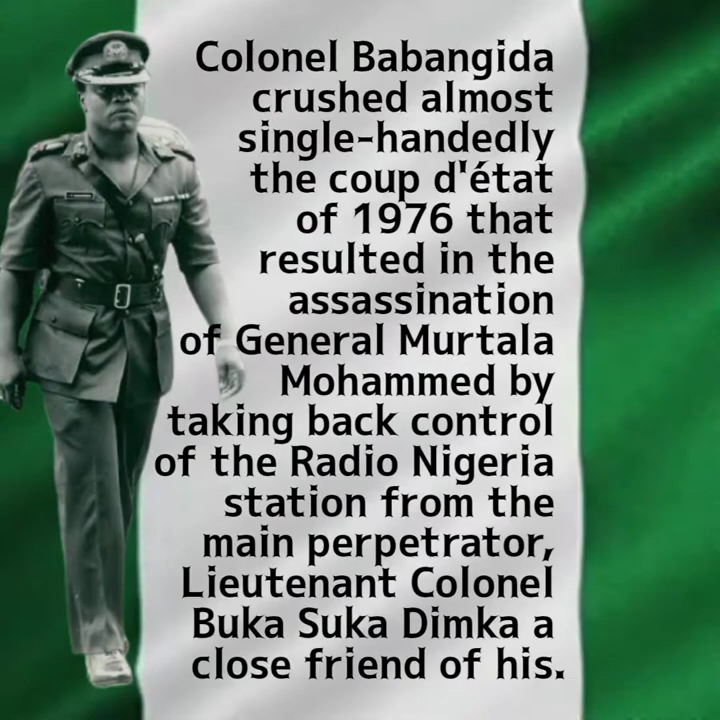 Colonel Babangida
crushed almost
single-handedly
the coup d'état
of 1976 that
resulted in the
assassination
of General Murtala
Mohammed by
taking back control
of the Radio Nigeria
station from the
main perpetrator,
Lieutenant Colonel
Buka Suka Dimka a
close friend of his.